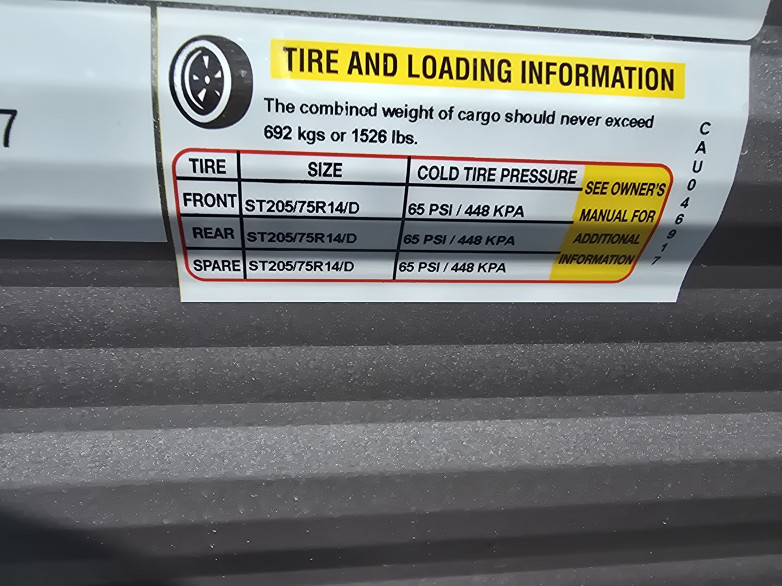 7
TIRE AND LOADING INFORMATION
The combinod weight of cargo should never exceed
692 kgs or 1526 lbs.
TIRE SIZE COLD TIRE PRESSURE
FRONT ST205/75R14/D 65 PSI / 448 KPA
REAR ST205/75R14/D 65 PSI / 448 KPA
SPARE ST205/75R14/D 65 PSI / 448 KPA
SEE OWNER'S
MANUAL FOR
ADDITIONAL
INFORMATION
CAU046917